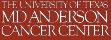 THE UNIVERSITY OF TEXAS
MD ANDERSON
CANCER CENTER